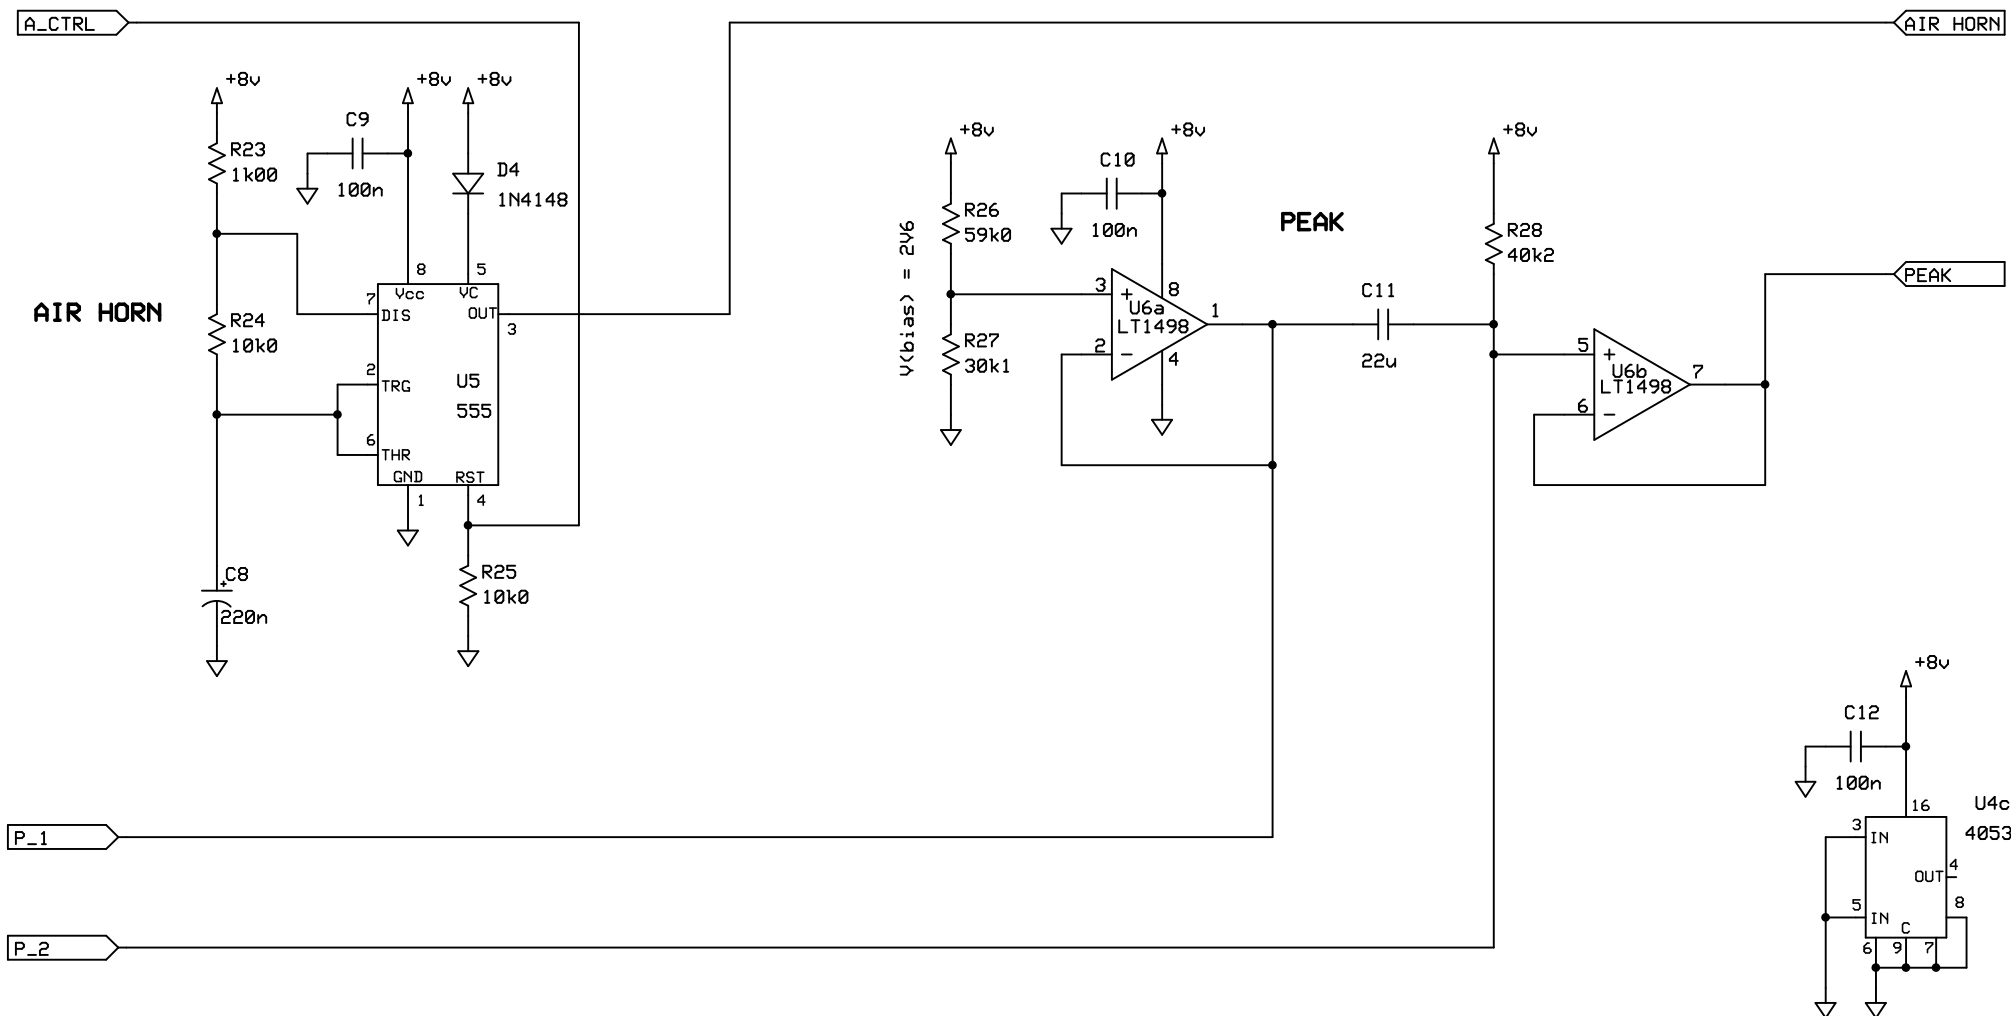 A_CTRL
AIR HORN
+8v
+8v
+8v
C9
100n
R23
1k00
D4
1N4148
8
5
7
Vcc
VC
DIS
OUT
3
AIR HORN
R24
10k0
2
TRG
U5
555
6
THR
GND
RST
1
4
C8
+
220n
R25
10k0
+8v
+8v
+8v
C10
100n
R26
59k0
V(bias) = 2V6
PEAK
R28
40k2
PEAK
3
+
8
U6a
LT1498
1
2
−
4
R27
30k1
C11
22u
5
+
U6b
LT1498
7
6
−
+8v
C12
100n
16
U4c
4053
3
IN
OUT
4
5
IN
8
C
6
9
7
P_1
P_2